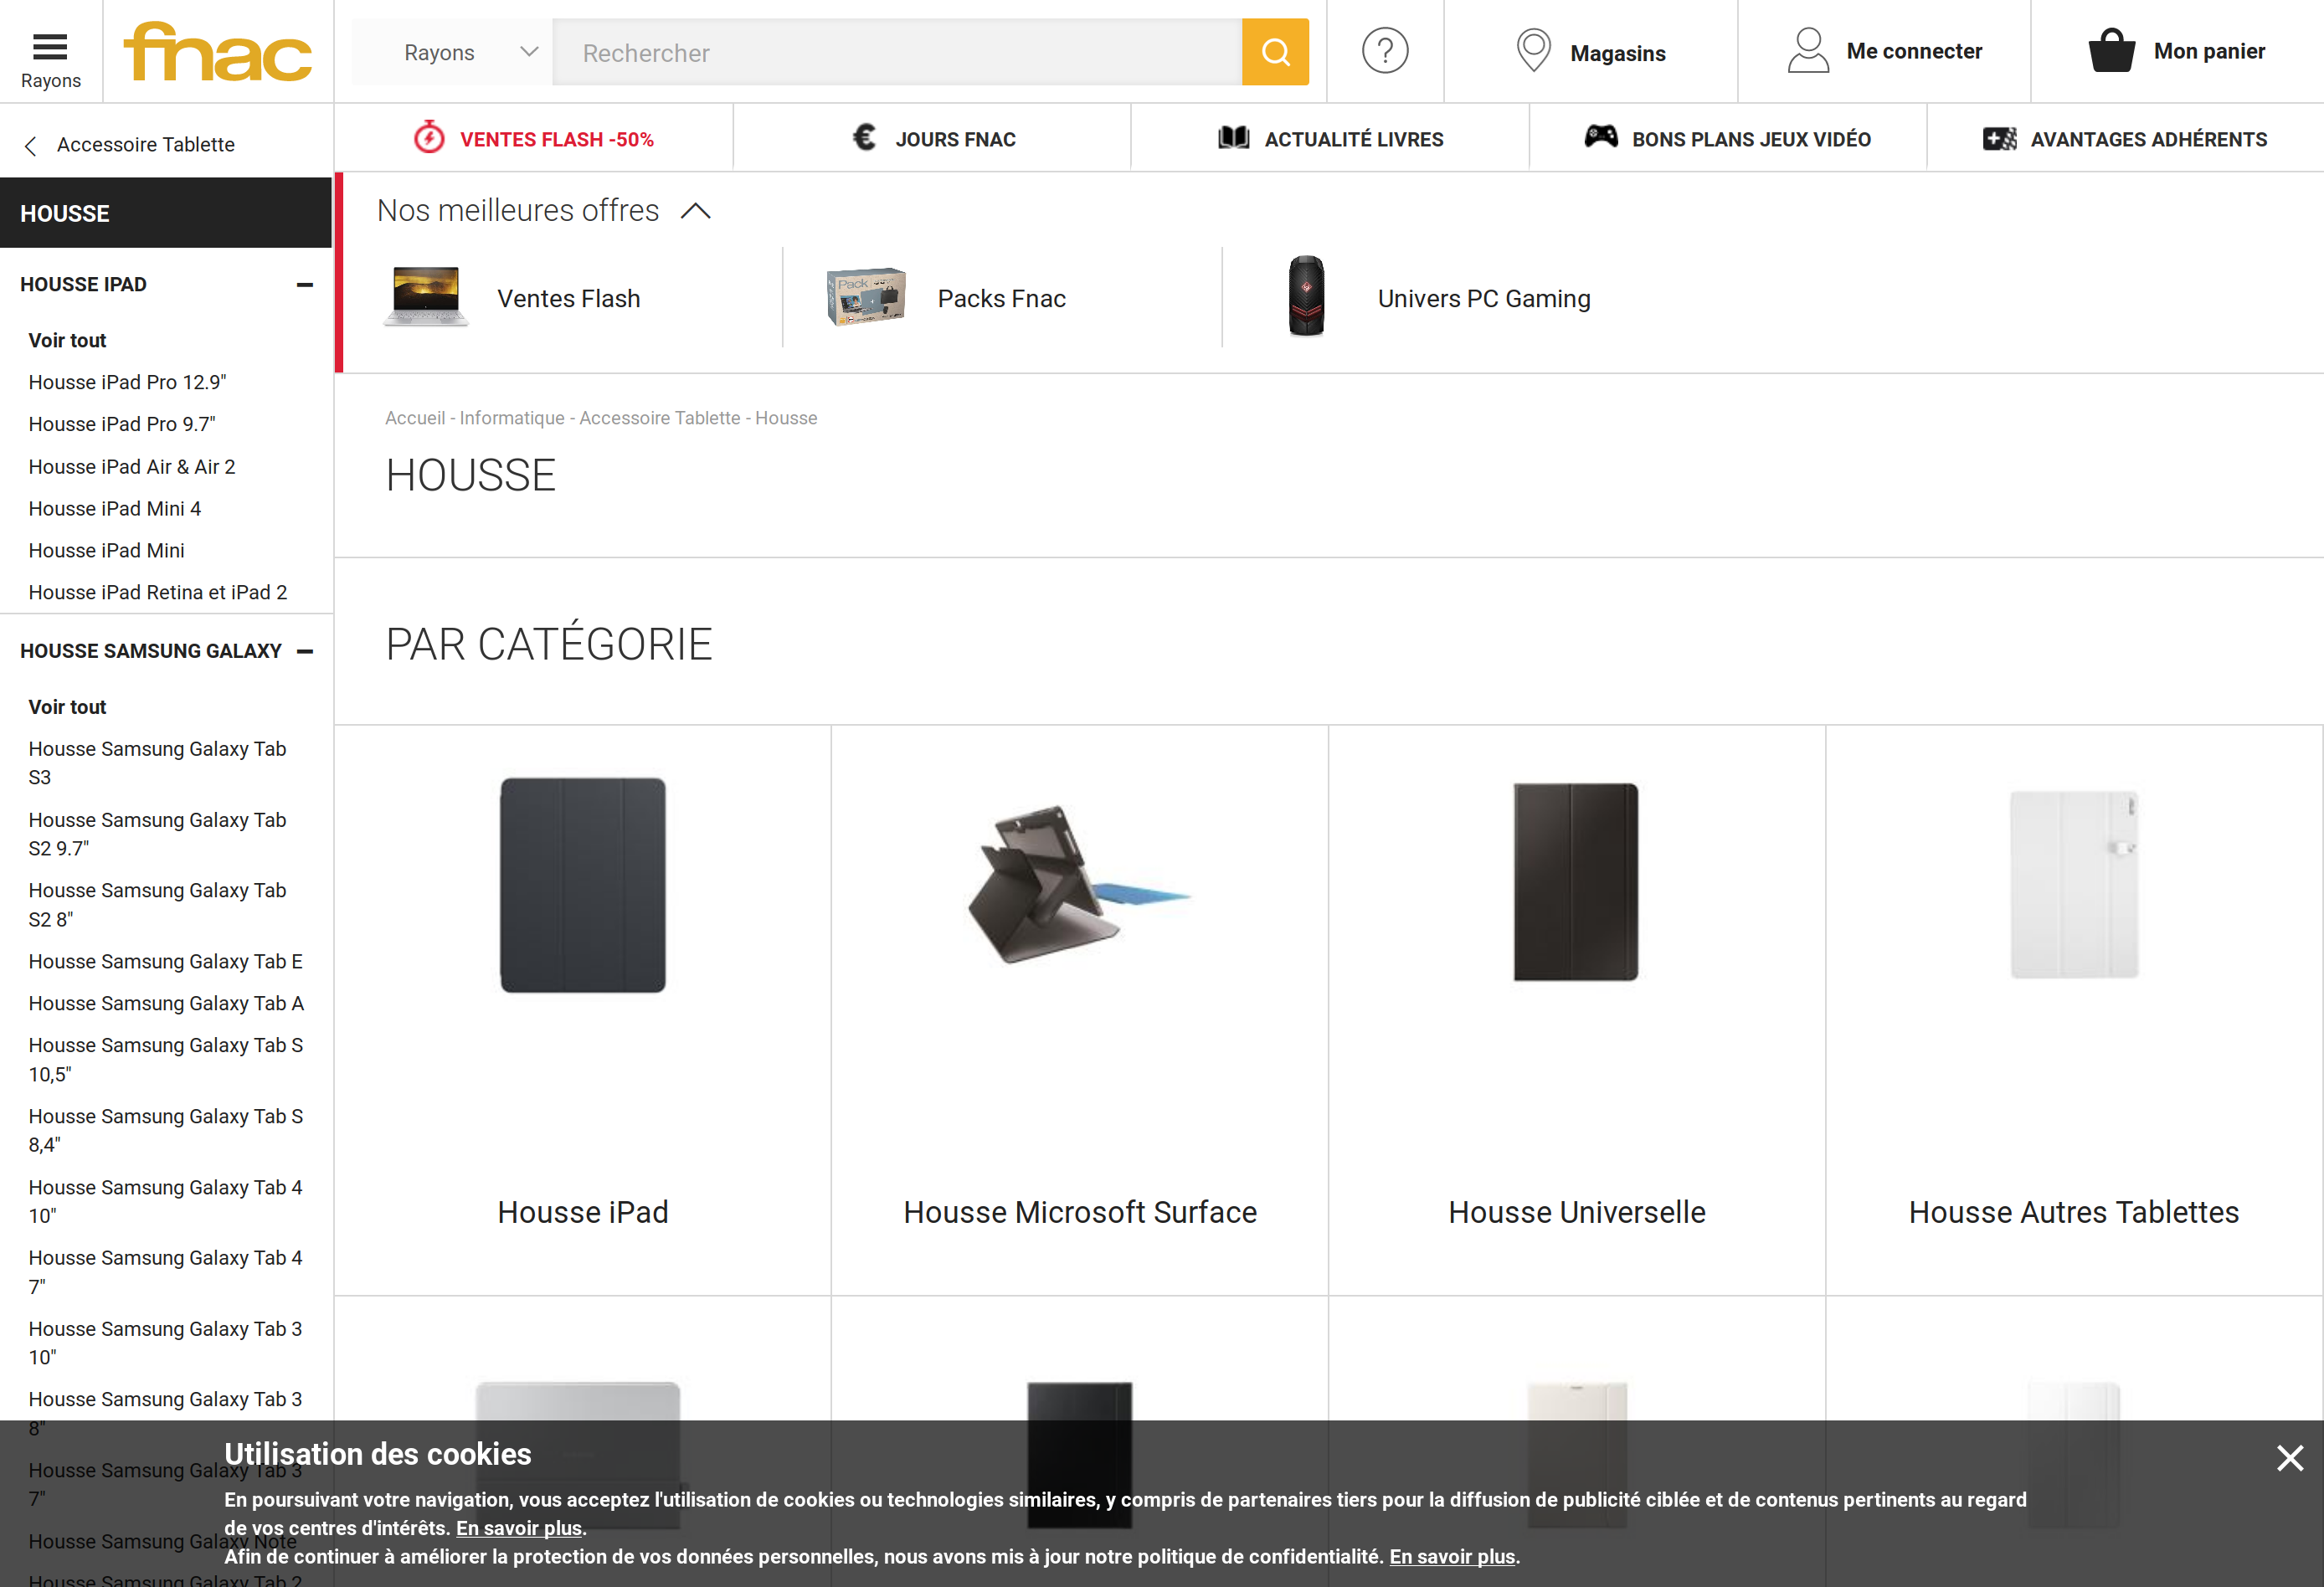 Rayons
fnac
Rayons
Rechercher
?
Magasins
Me connecter
Mon panier
VENTES FLASH -50%
JOURS FNAC
ACTUALITÉ LIVRES
BONS PLANS JEUX VIDÉO
AVANTAGES ADHÉRENTS
Accessoire Tablette
HOUSSE
HOUSSE IPAD
Voir tout
Housse iPad Pro 12.9"
Housse iPad Pro 9.7"
Housse iPad Air & Air 2
Housse iPad Mini 4
Housse iPad Mini
Housse iPad Retina et iPad 2
HOUSSE SAMSUNG GALAXY
Voir tout
Housse Samsung Galaxy Tab
S3
Housse Samsung Galaxy Tab
S2 9.7"
Housse Samsung Galaxy Tab
S2 8"
Housse Samsung Galaxy Tab E
Housse Samsung Galaxy Tab A
Housse Samsung Galaxy Tab S
10,5"
Housse Samsung Galaxy Tab S
8,4"
Housse Samsung Galaxy Tab 4
10"
Housse Samsung Galaxy Tab 4
7"
Housse Samsung Galaxy Tab 3
10"
Housse Samsung Galaxy Tab 3
8"
Housse Samsung Galaxy Tab 3
7"
Housse Samsung Galaxy Note
Housse Samsung Galaxy Tab 2
Nos meilleures offres
Ventes Flash
Pack
Packs Fnac
Univers PC Gaming
Accueil - Informatique - Accessoire Tablette - Housse
HOUSSE
PAR CATÉGORIE
Housse iPad
Housse Microsoft Surface
Housse Universelle
Housse Autres Tablettes
Utilisation des cookies
En poursuivant votre navigation, vous acceptez l'utilisation de cookies ou technologies similaires, y compris de partenaires tiers pour la diffusion de publicité ciblée et de contenus pertinents au regard
de vos centres d'intérêts. En savoir plus.
Afin de continuer à améliorer la protection de vos données personnelles, nous avons mis à jour notre politique de confidentialité. En savoir plus.